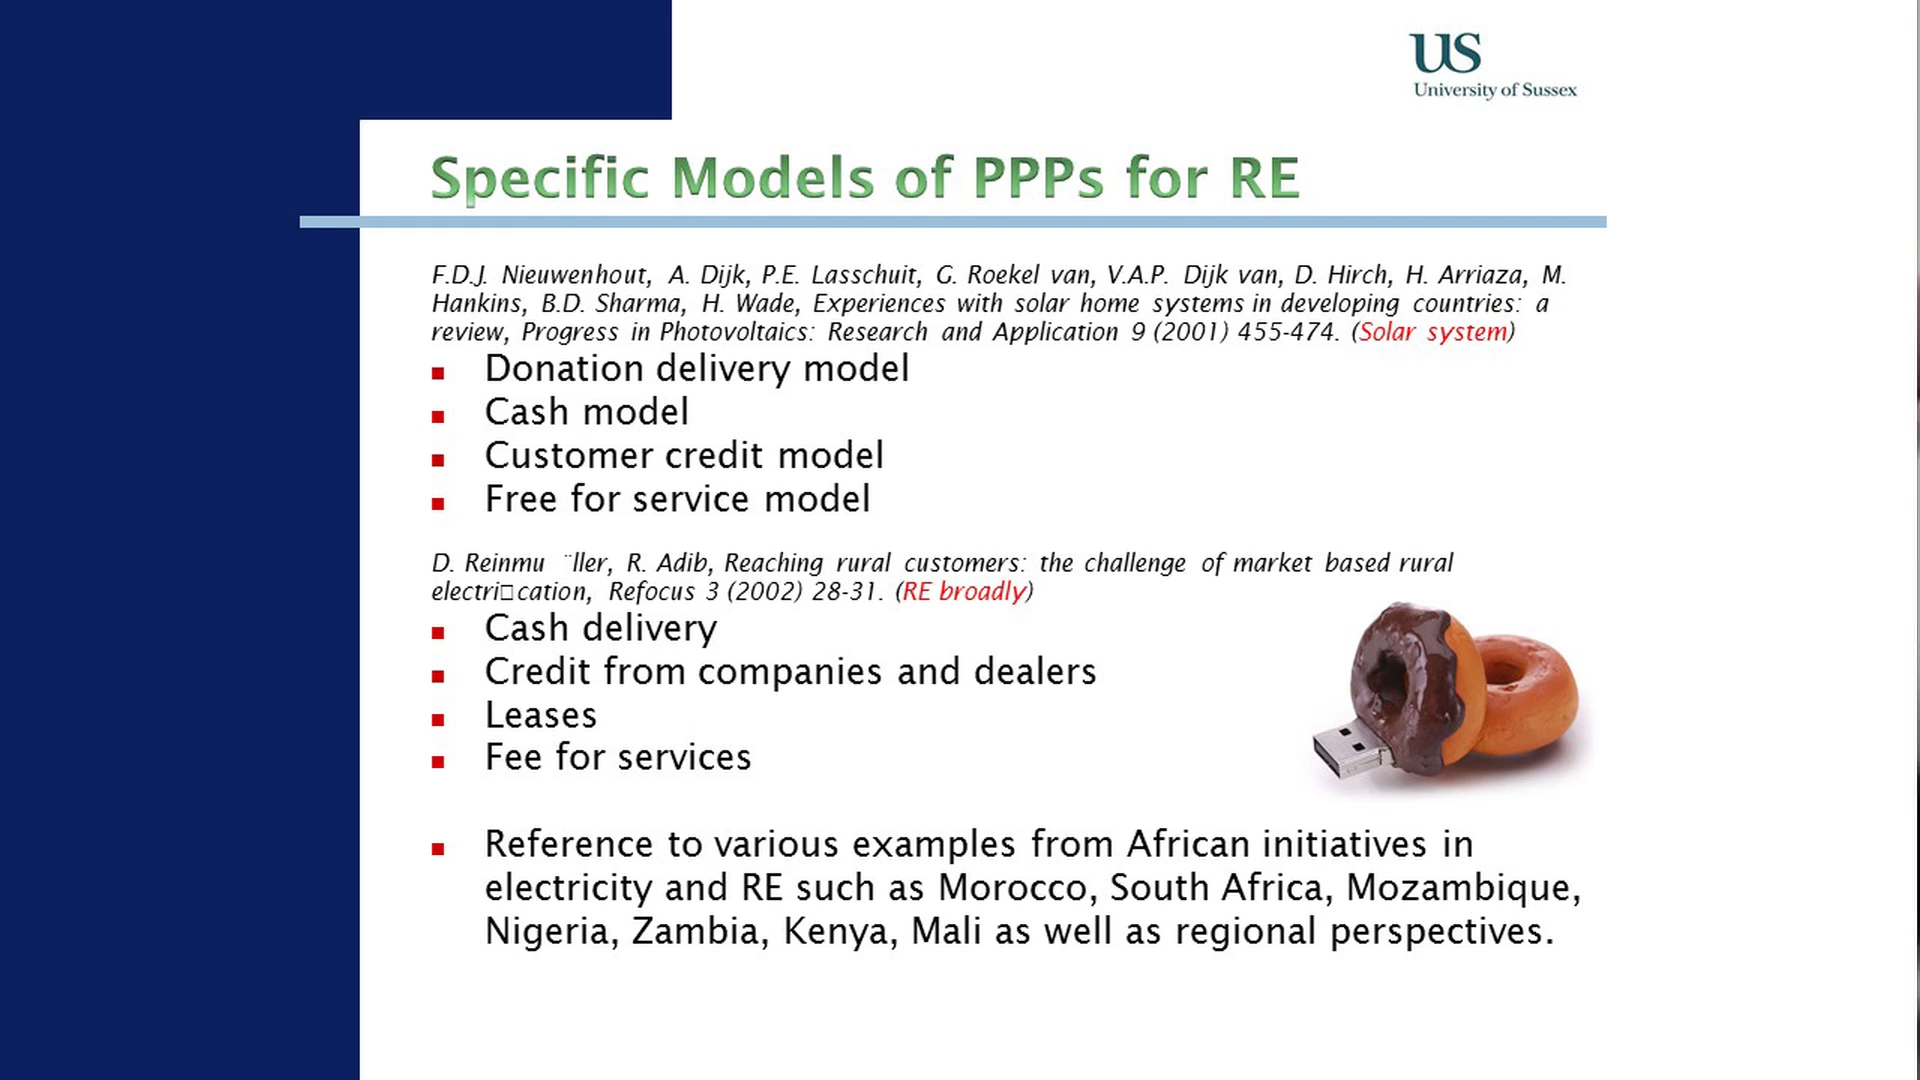 US
University of Sussex
Specific Models of PPPs for RE
F.D.J. Nieuwenhout, A. Dijk, P.E. Lasschuit, G. Roekel van, V.A.P. Dijk van, D. Hirch, H. Arriaza, M.
Hankins, B.D. Sharma, H. Wade, Experiences with solar home systems in developing countries: a
review, Progress in Photovoltaics: Research and Application 9 (2001) 455-474. (Solar system)
Donation delivery model
Cash model
Customer credit model
Free for service model
D. Reinmu ¨ller, R. Adib, Reaching rural customers: the challenge of market based rural
electri□cation, Refocus 3 (2002) 28-31. (RE broadly)
Cash delivery
Credit from companies and dealers
Leases
Fee for services
Reference to various examples from African initiatives in
electricity and RE such as Morocco, South Africa, Mozambique,
Nigeria, Zambia, Kenya, Mali as well as regional perspectives.